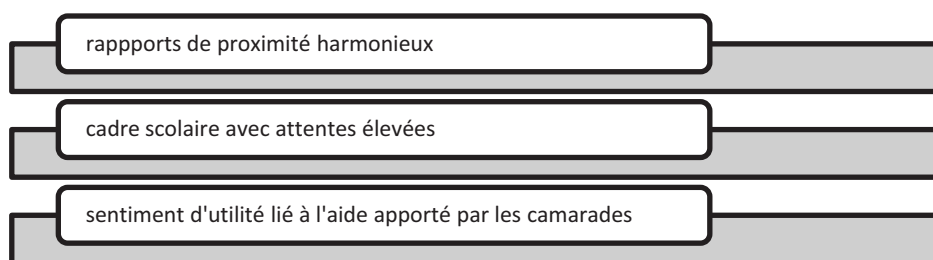 rappports de proximité harmonieux
cadre scolaire avec attentes élevées
sentiment d'utilité lié à l'aide apporté par les camarades